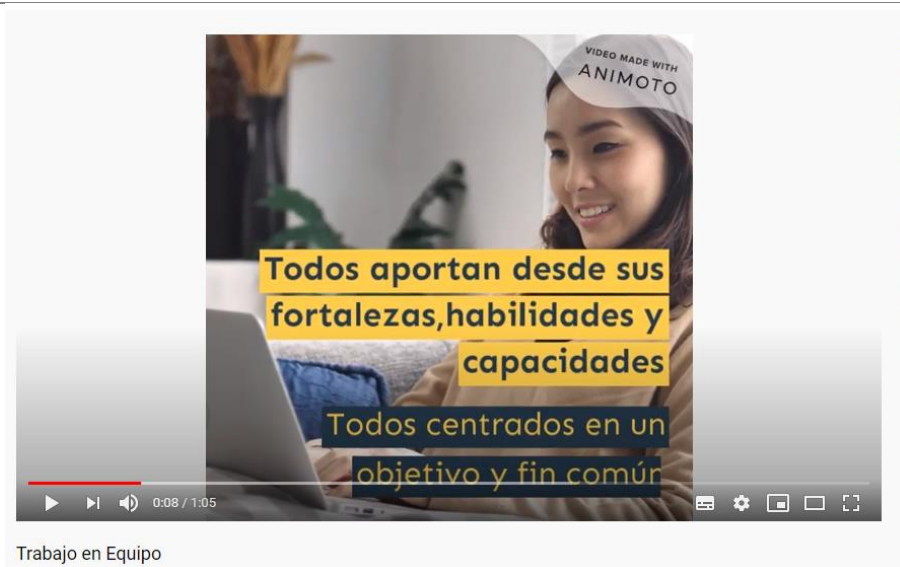 VIDEO MADE WITH
ANIMOTO
Todos aportan desde sus
fortalezas,habilidades y
capacidades
Todos centrados en un
objetivo y fin común
0:08 / 1:05
Trabajo en Equipo